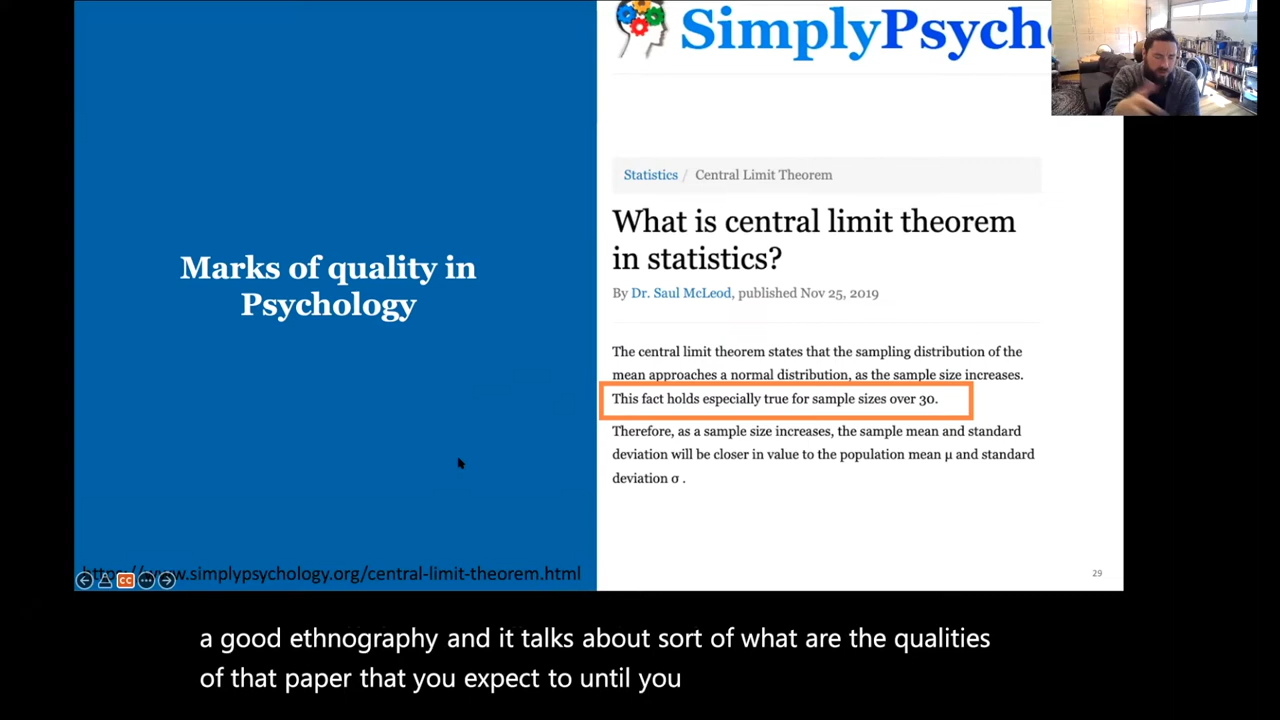 SimplyPsych
Statistics / Central Limit Theorem
What is central limit theorem
in statistics?
By Dr. Saul McLeod, published Nov 25, 2019
Marks of quality in
Psychology
The central limit theorem states that the sampling distribution of the
mean approaches a normal distribution, as the sample size increases.
This fact holds especially true for sample sizes over 30.
Therefore, as a sample size increases, the sample mean and standard
deviation will be closer in value to the population mean μ and standard
deviation σ .
.simplypsychology.org/central-limit-theorem.html
CC
29
a good ethnography and it talks about sort of what are the qualities
of that paper that you expect to until you